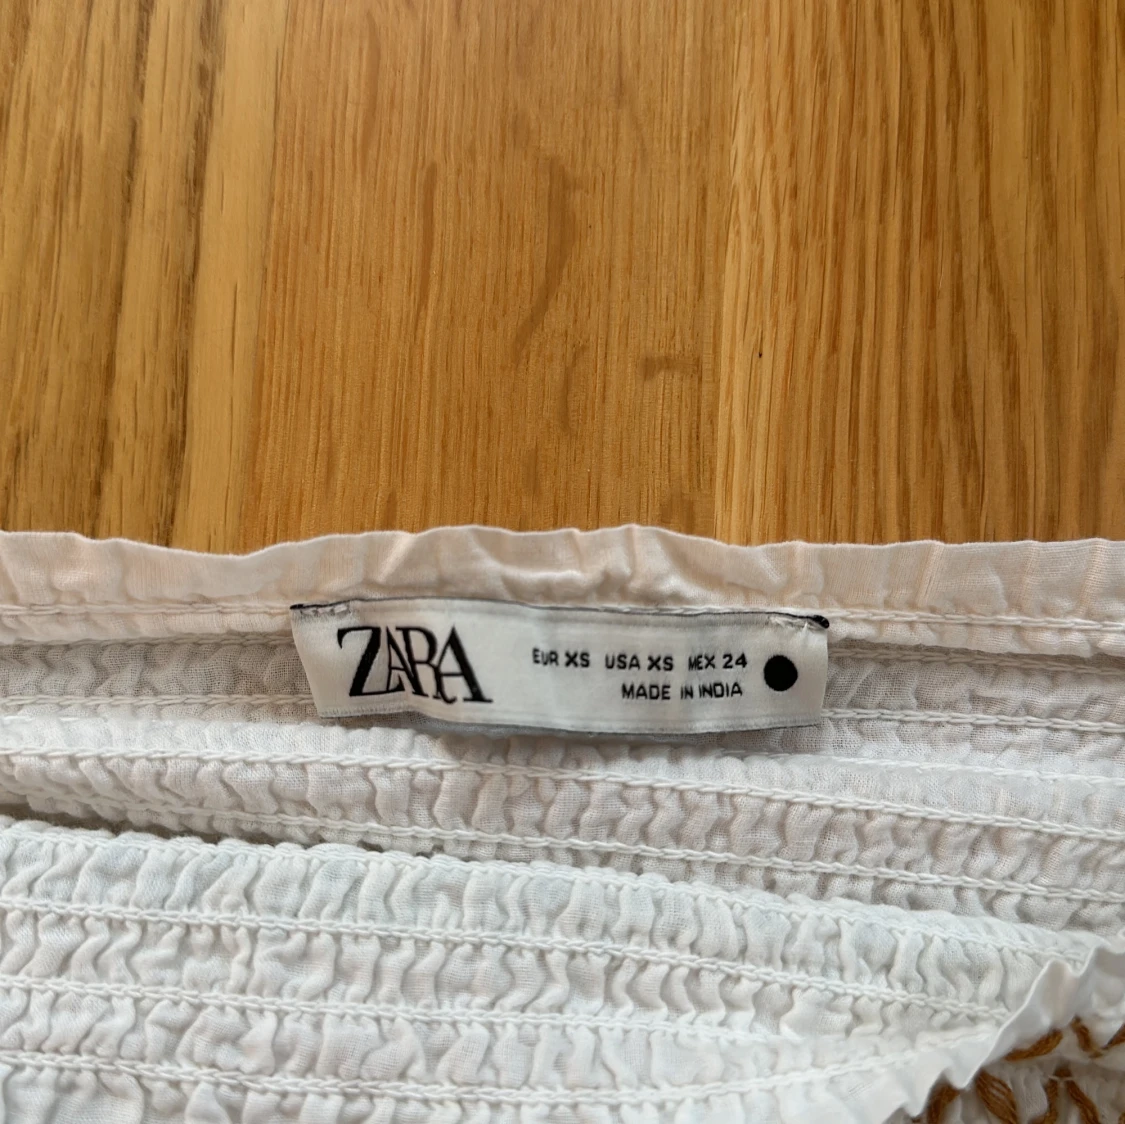 ZARA
EUR XS USA XS MEX 24
MADE IN INDIA